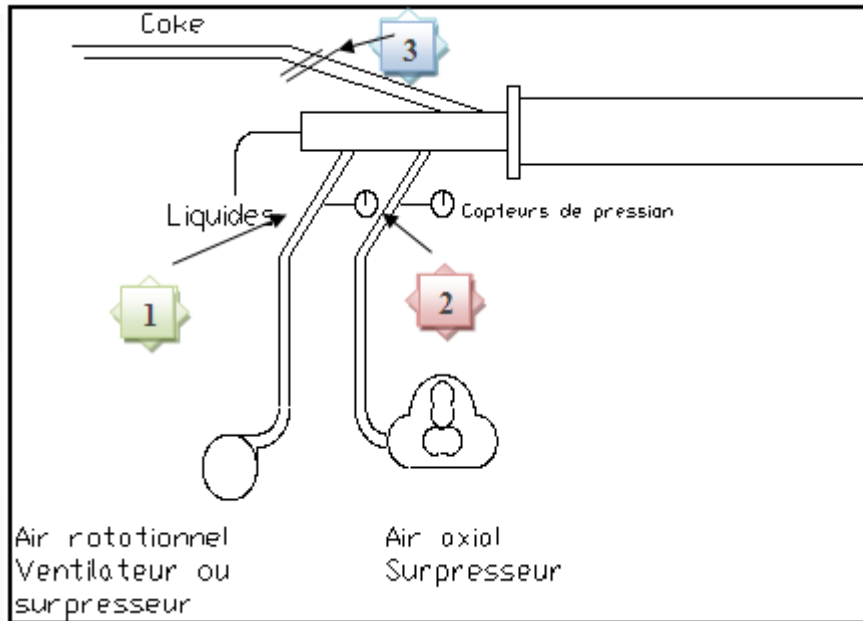 Coke
3
Liquides
Copteurs de pression
1
2
Air rototionnel
Ventilateur ou
surpresseur
Air oxiol
Surpresseur